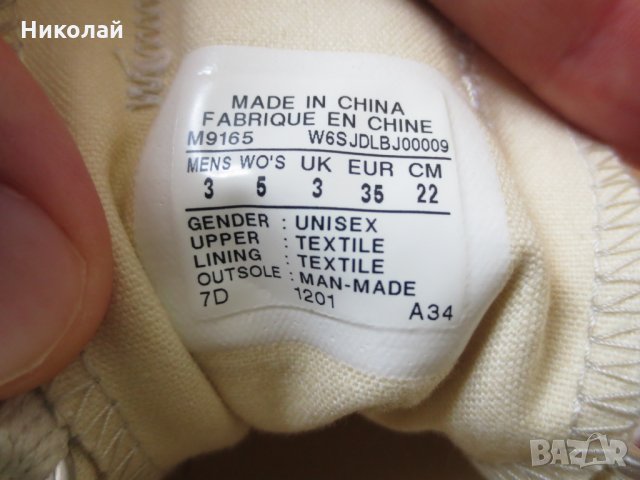 Николай
MADE IN CHINA
FABRIQUE EN CHINE
M9165 W6SJDLBJ00009
MENS WO'S UK EUR CM
3 5 3 35 22
GENDER : UNISEX
UPPER : TEXTILE
LINING : TEXTILE
OUTSOLE : MAN-MADE
7D 1201 A34
BAZAR